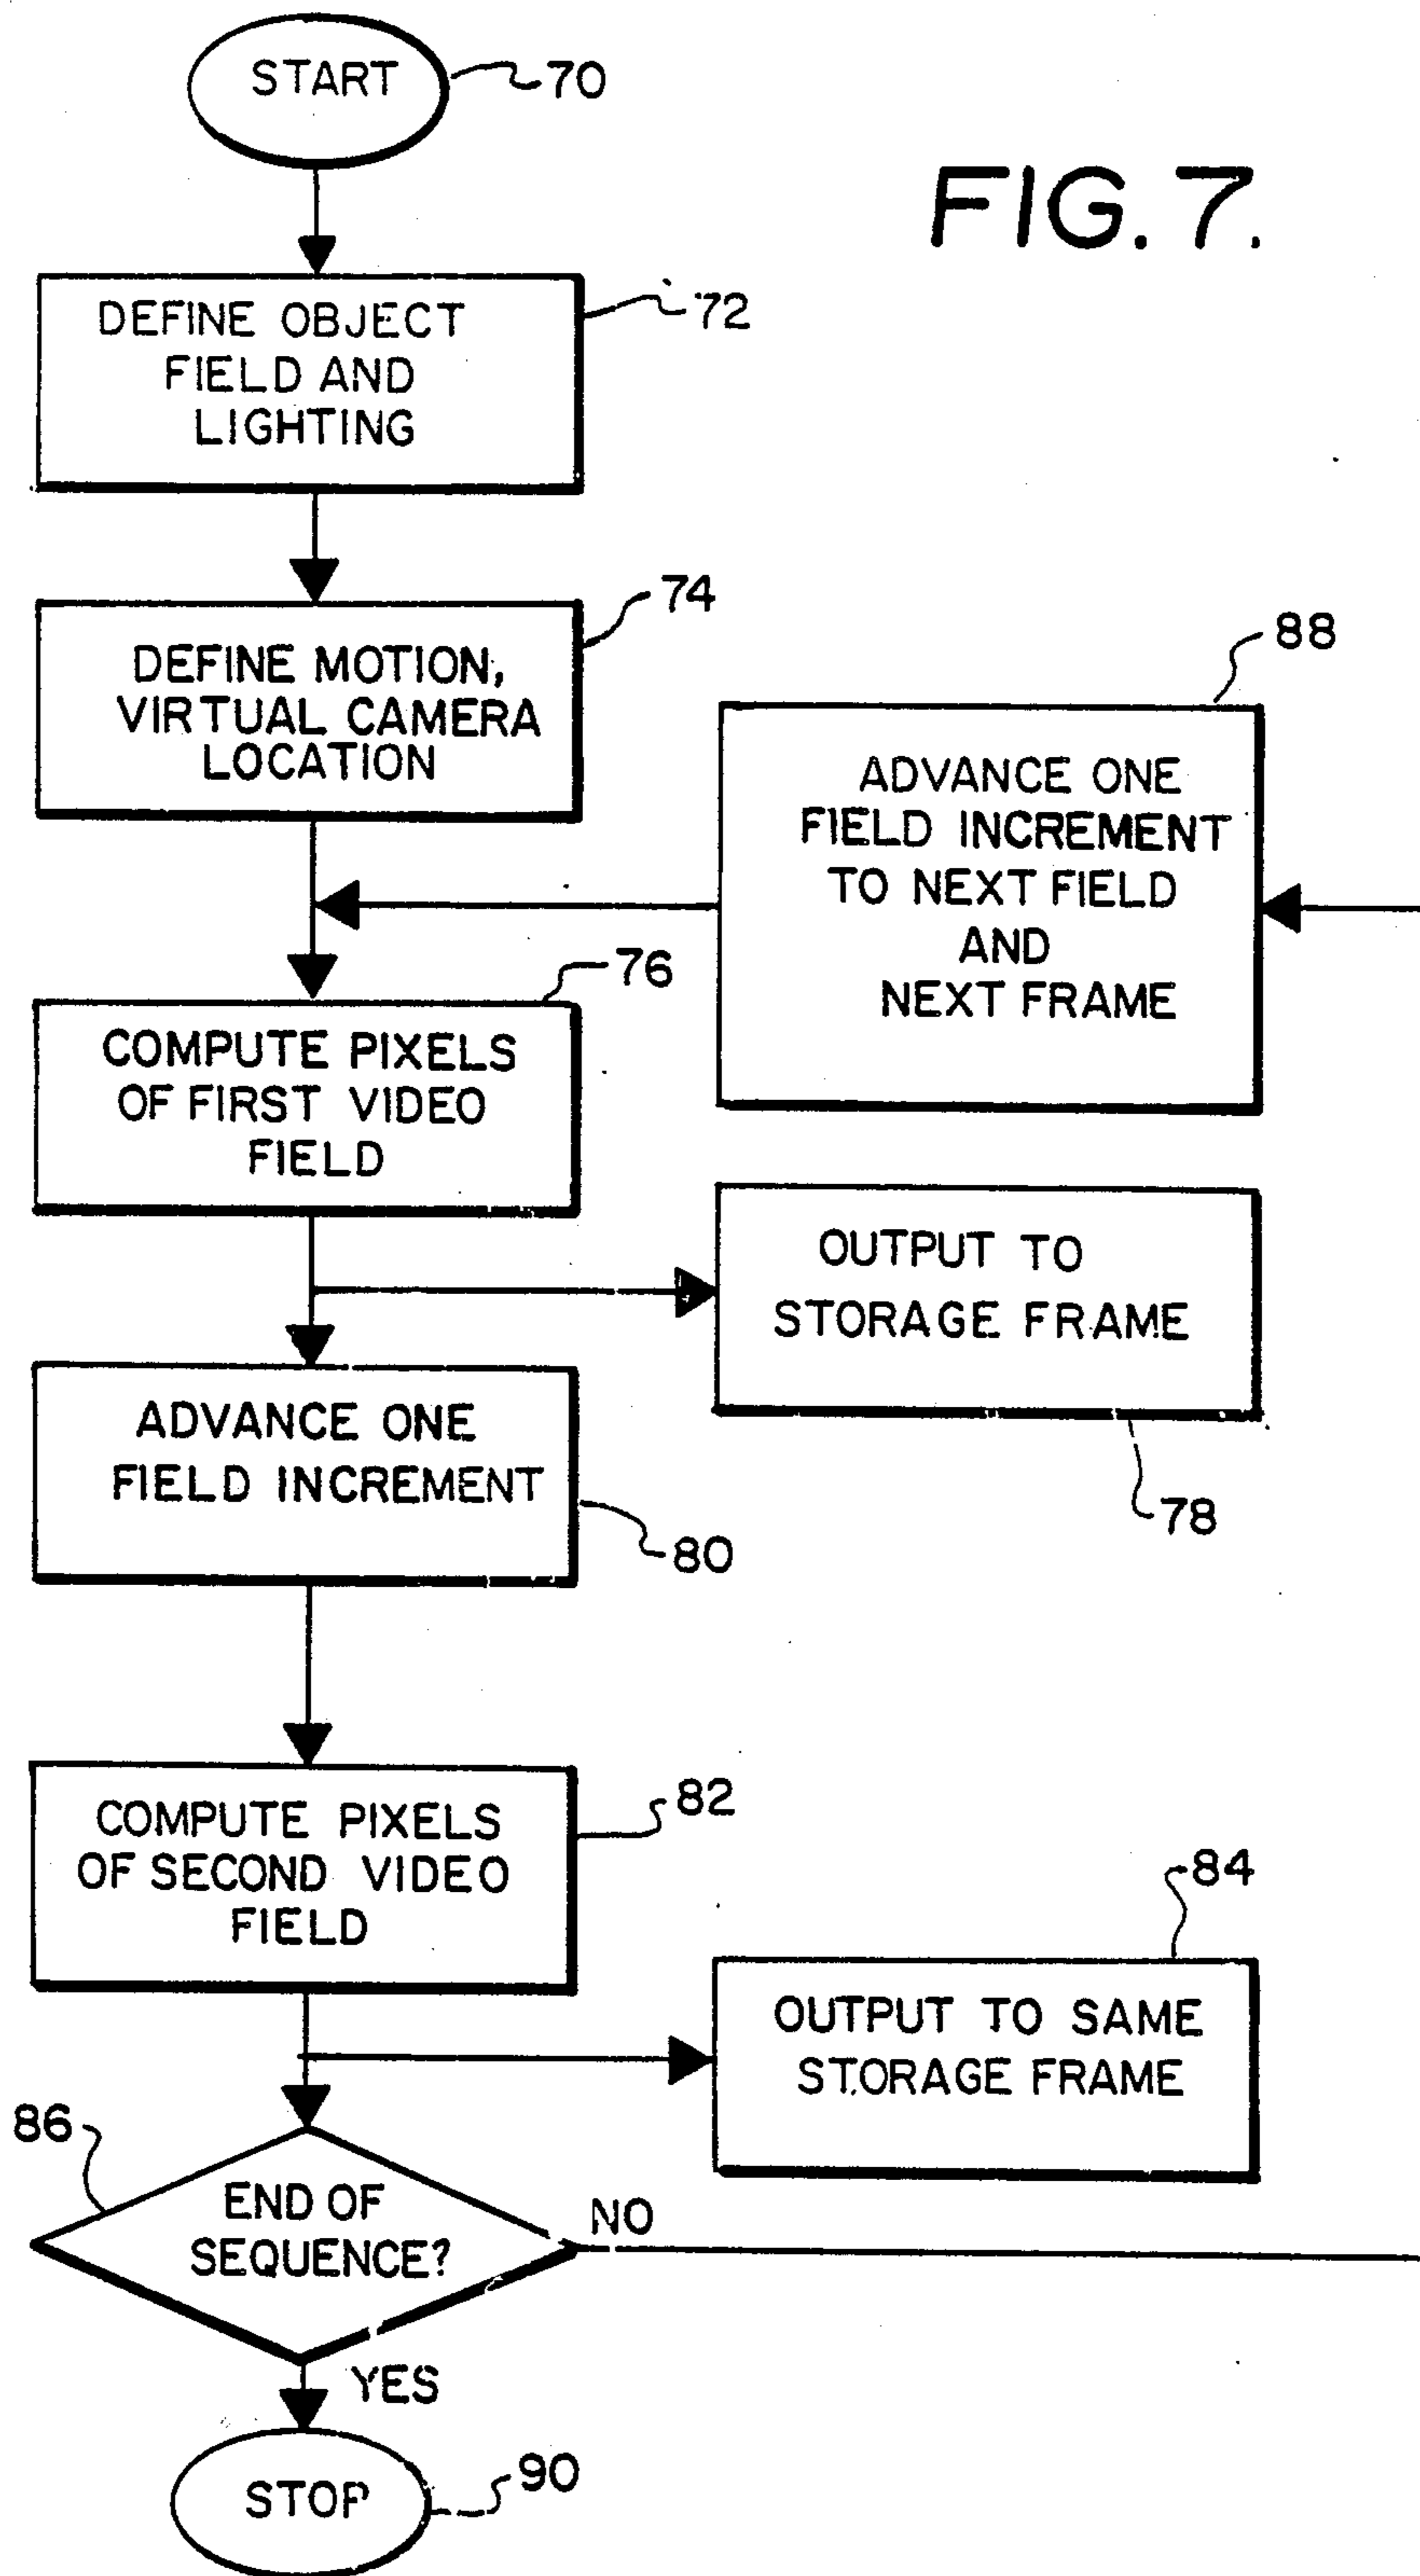 START
70
FIG. 7.
DEFINE OBJECT
FIELD AND
LIGHTING
72
DEFINE MOTION,
VIRTUAL CAMERA
LOCATION
74
88
ADVANCE ONE
FIELD INCREMENT
TO NEXT FIELD
AND
NEXT FRAME
76
COMPUTE PIXELS
OF FIRST VIDEO
FIELD
OUTPUT TO
STORAGE FRAME
78
ADVANCE ONE
FIELD INCREMENT
80
COMPUTE PIXELS
OF SECOND VIDEO
FIELD
82
84
OUTPUT TO SAME
STORAGE FRAME
86
END OF
SEQUENCE?
NO
YES
STOP
90